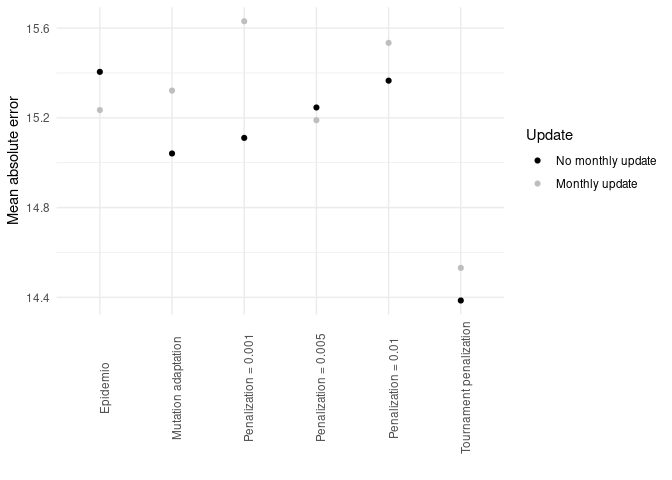 Mean absolute error
15.6
15.2
14.8
14.4
Epidemio
Mutation adaptation
Penalization = 0.001
Penalization = 0.005
Penalization = 0.01
Tournament penalization
Update
No monthly update
Monthly update